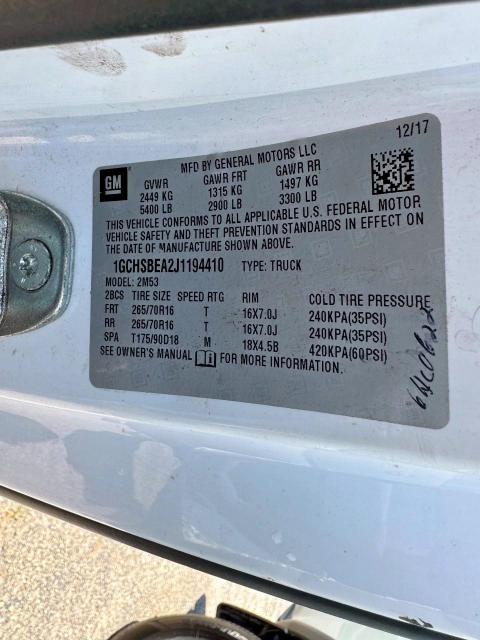 12/17
MFD BY GENERAL MOTORS LLC
GM GVWR GAWR FRT GAWR RR
2449 KG 1315 KG 1497 KG
5400 LB 2900 LB 3300 LB
THIS VEHICLE CONFORMS TO ALL APPLICABLE U.S. FEDERAL MOTOR
VEHICLE SAFETY AND THEFT PREVENTION STANDARDS IN EFFECT ON
THE DATE OF MANUFACTURE SHOWN ABOVE.
1GCHSBEA2J1194410 TYPE: TRUCK
MODEL: 2M53
2BCS TIRE SIZE SPEED RTG RIM COLD TIRE PRESSURE
FRT 265/70R16 T 16X7.0J 240KPA(35PSI)
RR 265/70R16 T 16X7.0J 240KPA(35PSI)
SPA T175/90D18 M 18X4.5B 420KPA(60PSI)
SEE OWNER'S MANUAL FOR MORE INFORMATION.